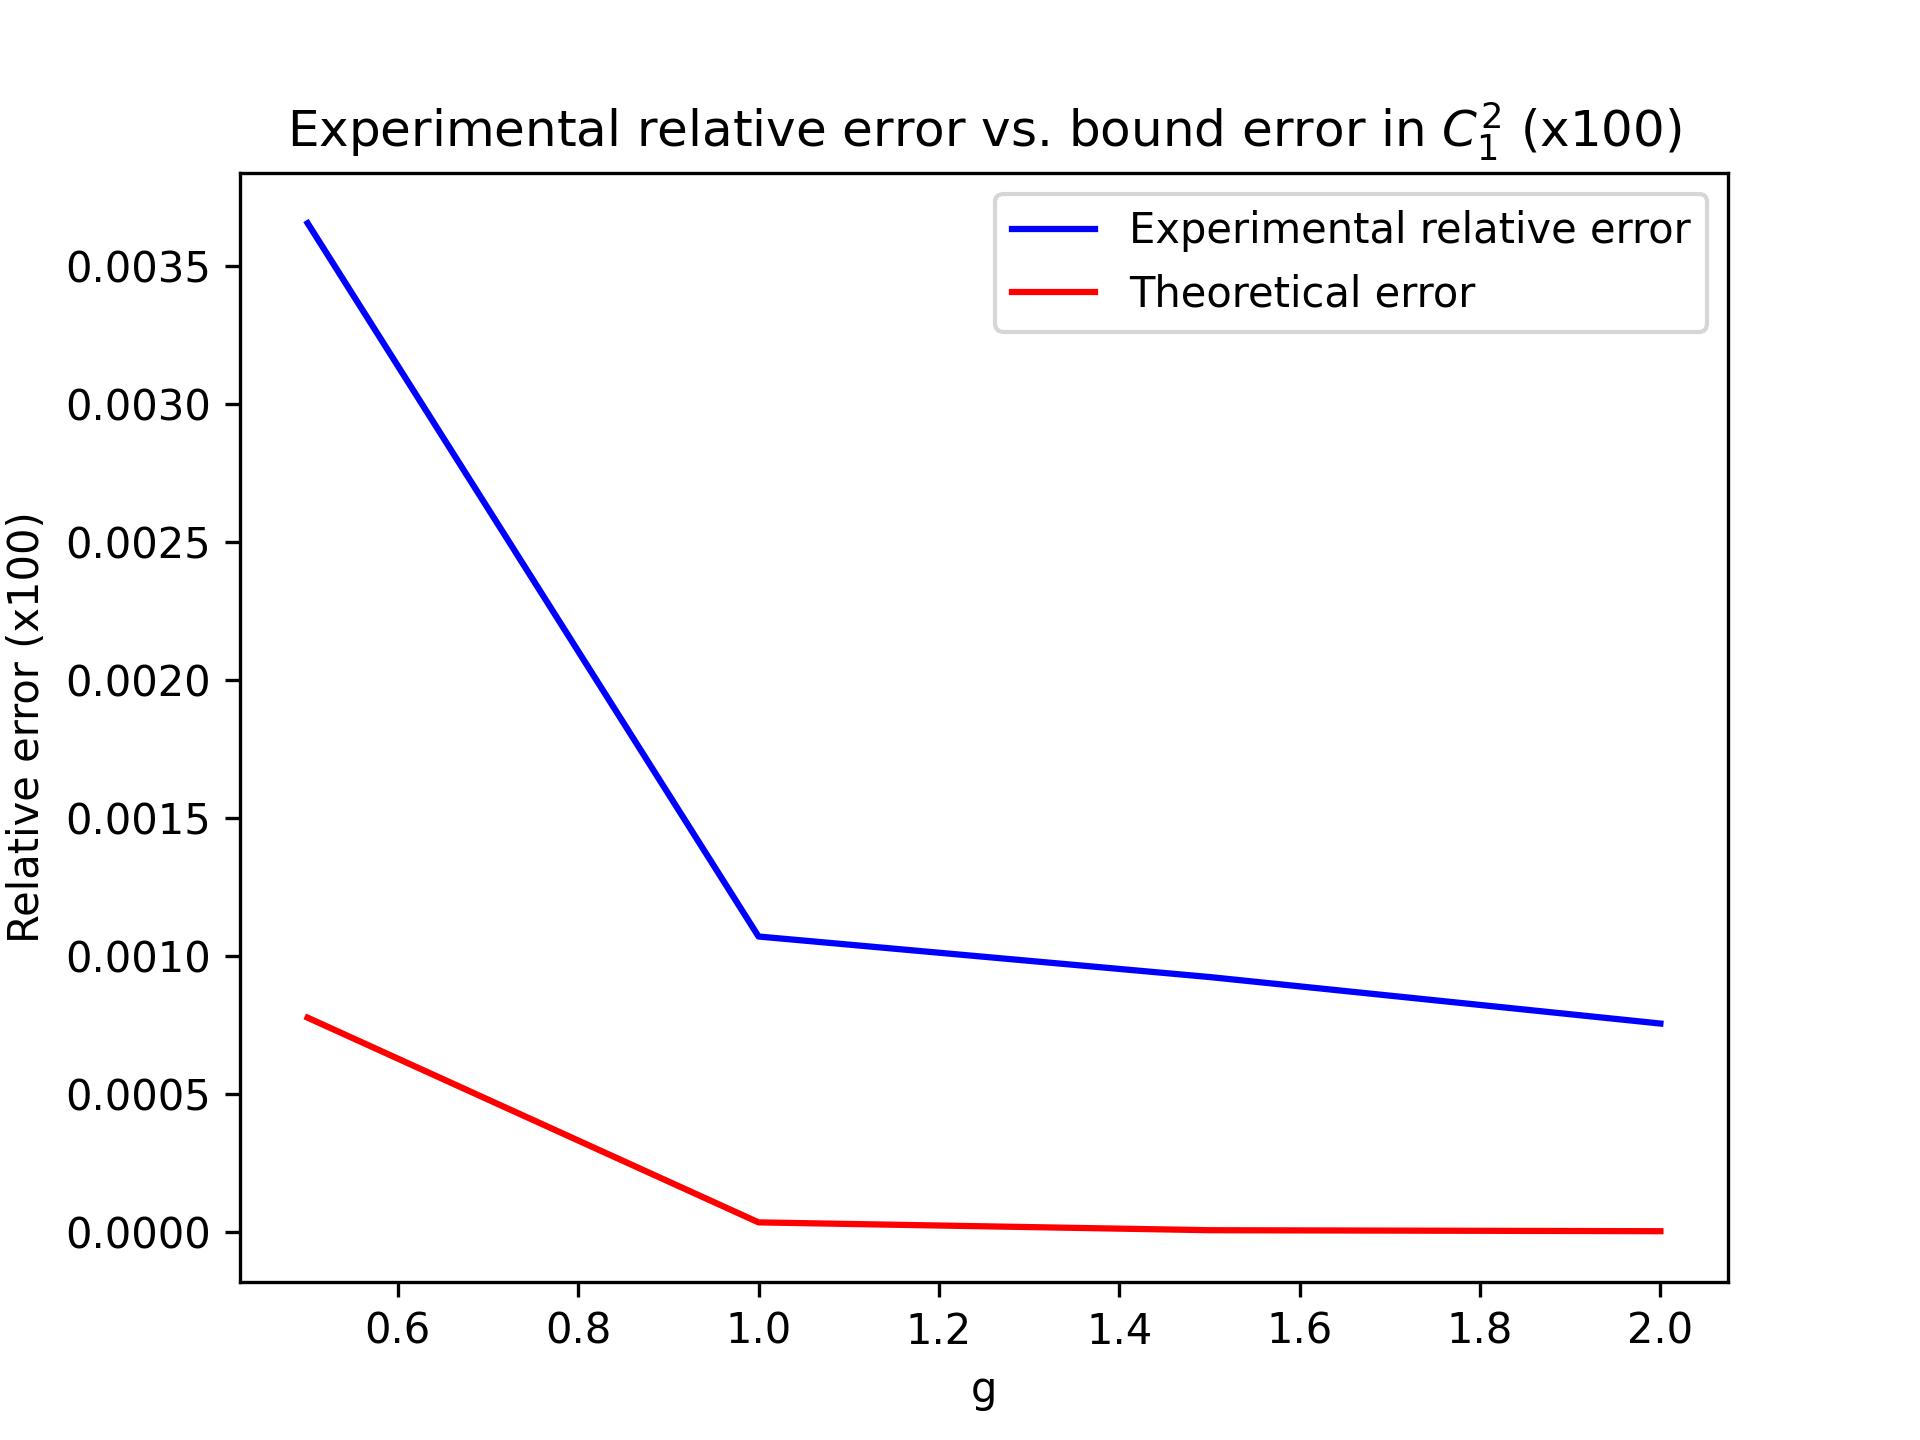 Experimental relative error vs. bound error in $C_1^2$ (x100)
Experimental relative error
Theoretical error
Relative error (x100)
0.0035
0.0030
0.0025
0.0020
0.0015
0.0010
0.0005
0.0000
0.6 0.8 1.0 1.2 1.4 1.6 1.8 2.0
g